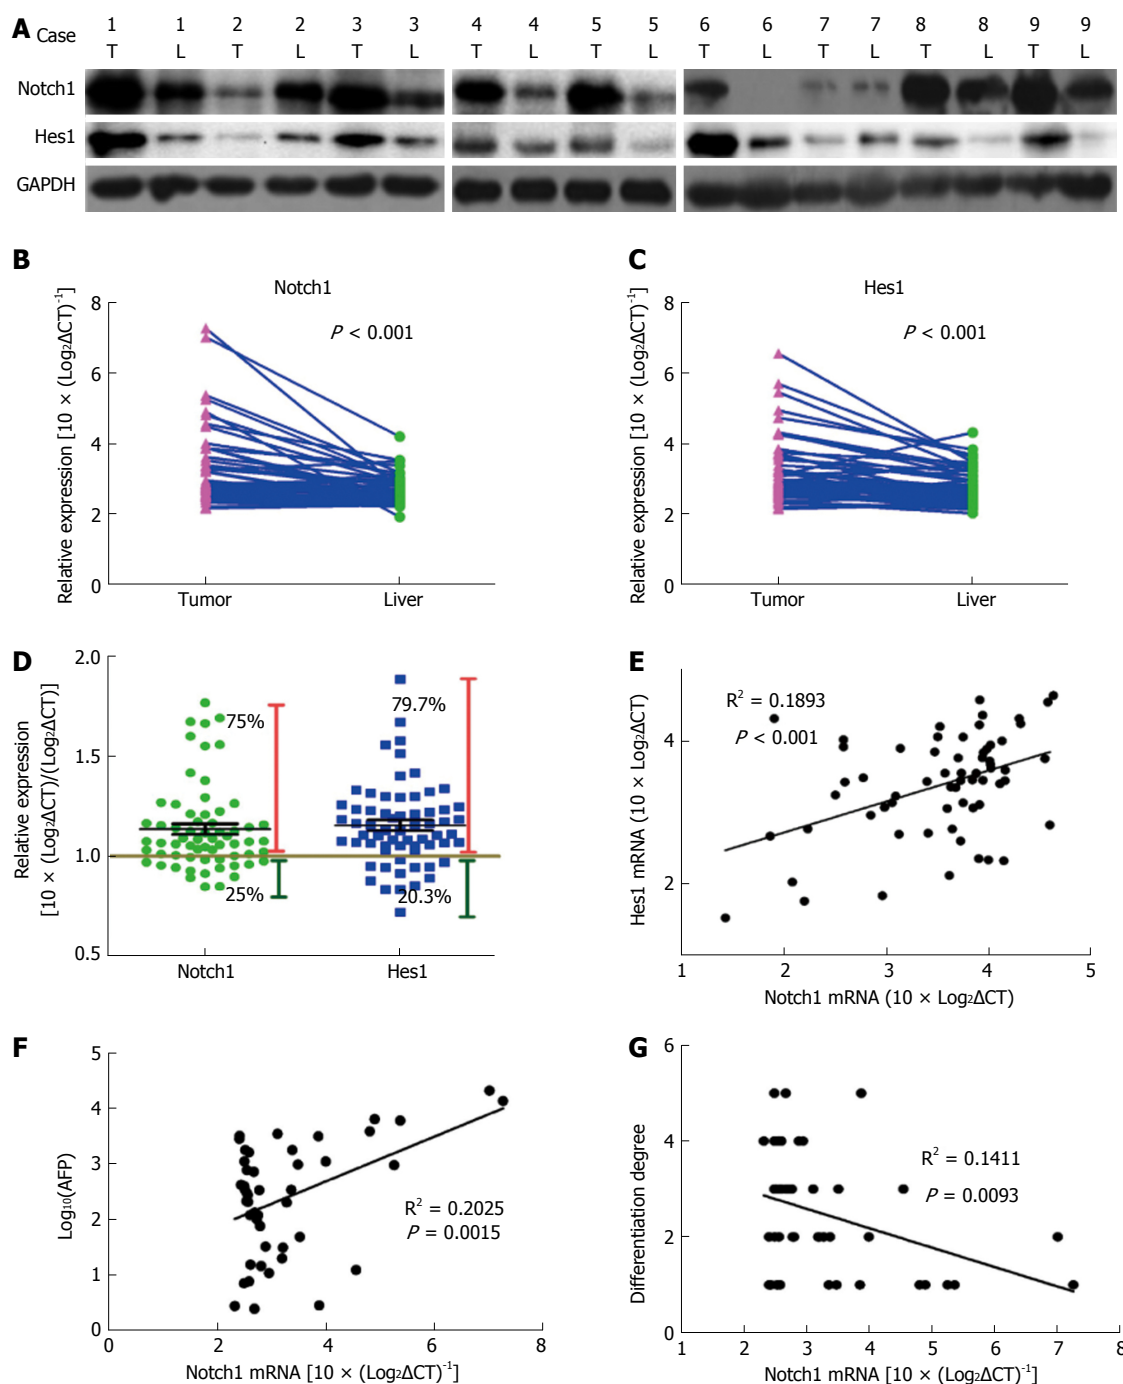 A Case 1 1 2 2 3 3 4 4 5 5 6 6 7 7 8 8 9 9
T L T L T L T L T L T L T L T L T L
Notch1
Hes1
GAPDH
B
Notch1
Relative expression [10 × (Log₂ΔCT)⁻¹]
8
6
4
2
0
P < 0.001
Tumor Liver
C
Hes1
Relative expression [10 × (Log₂ΔCT)⁻¹]
8
6
4
2
0
P < 0.001
Tumor Liver
D
Relative expression
[10 × (Log₂ΔCT)/(Log₂ΔCT)]
2.0
1.5
1.0
0.5
75%
25%
79.7%
20.3%
Notch1 Hes1
E
Hes1 mRNA (10 × Log₂ΔCT)
4
2
R² = 0.1893
P < 0.001
1 2 3 4 5
Notch1 mRNA (10 × Log₂ΔCT)
F
Log₁₀(AFP)
5
4
3
2
1
0
R² = 0.2025
P = 0.0015
0 2 4 6 8
Notch1 mRNA [10 × (Log₂ΔCT)⁻¹]
G
Differentiation degree
6
5
4
3
2
1
0
R² = 0.1411
P = 0.0093
1 2 3 4 5 6 7 8
Notch1 mRNA [10 × (Log₂ΔCT)⁻¹]